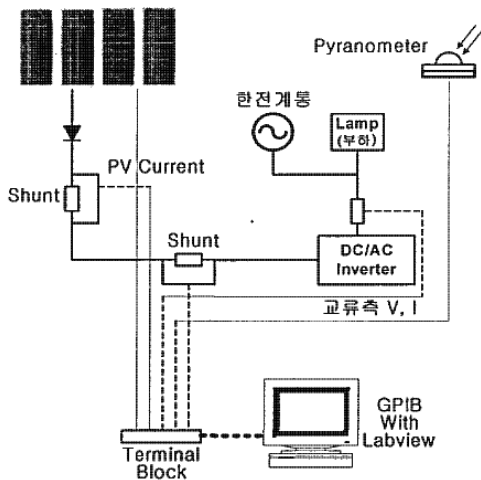 Pyranometer
한전계통
Lamp
(부하)
PV Current
Shunt
Shunt
DC/AC
Inverter
교류측 V, I
GPIB
With
Labview
Terminal
Block